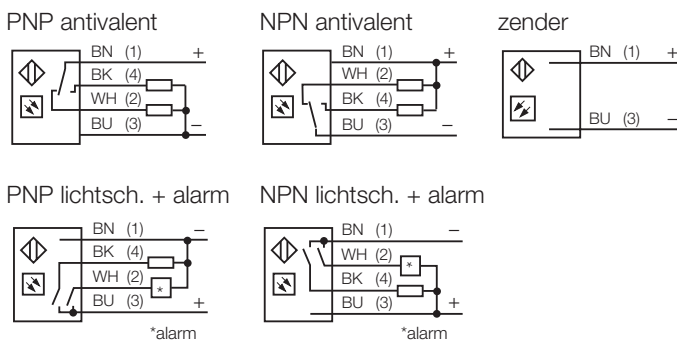 PNP antivalent
BN (1) +
BK (4)
WH (2)
BU (3) –
NPN antivalent
BN (1) +
WH (2)
BK (4)
BU (3) –
zender
BN (1) +
BU (3) –
PNP lichtsch. + alarm
BN (1) –
BK (4)
WH (2) *
BU (3) +
*alarm
NPN lichtsch. + alarm
BN (1) –
WH (2) *
BK (4)
BU (3) +
*alarm